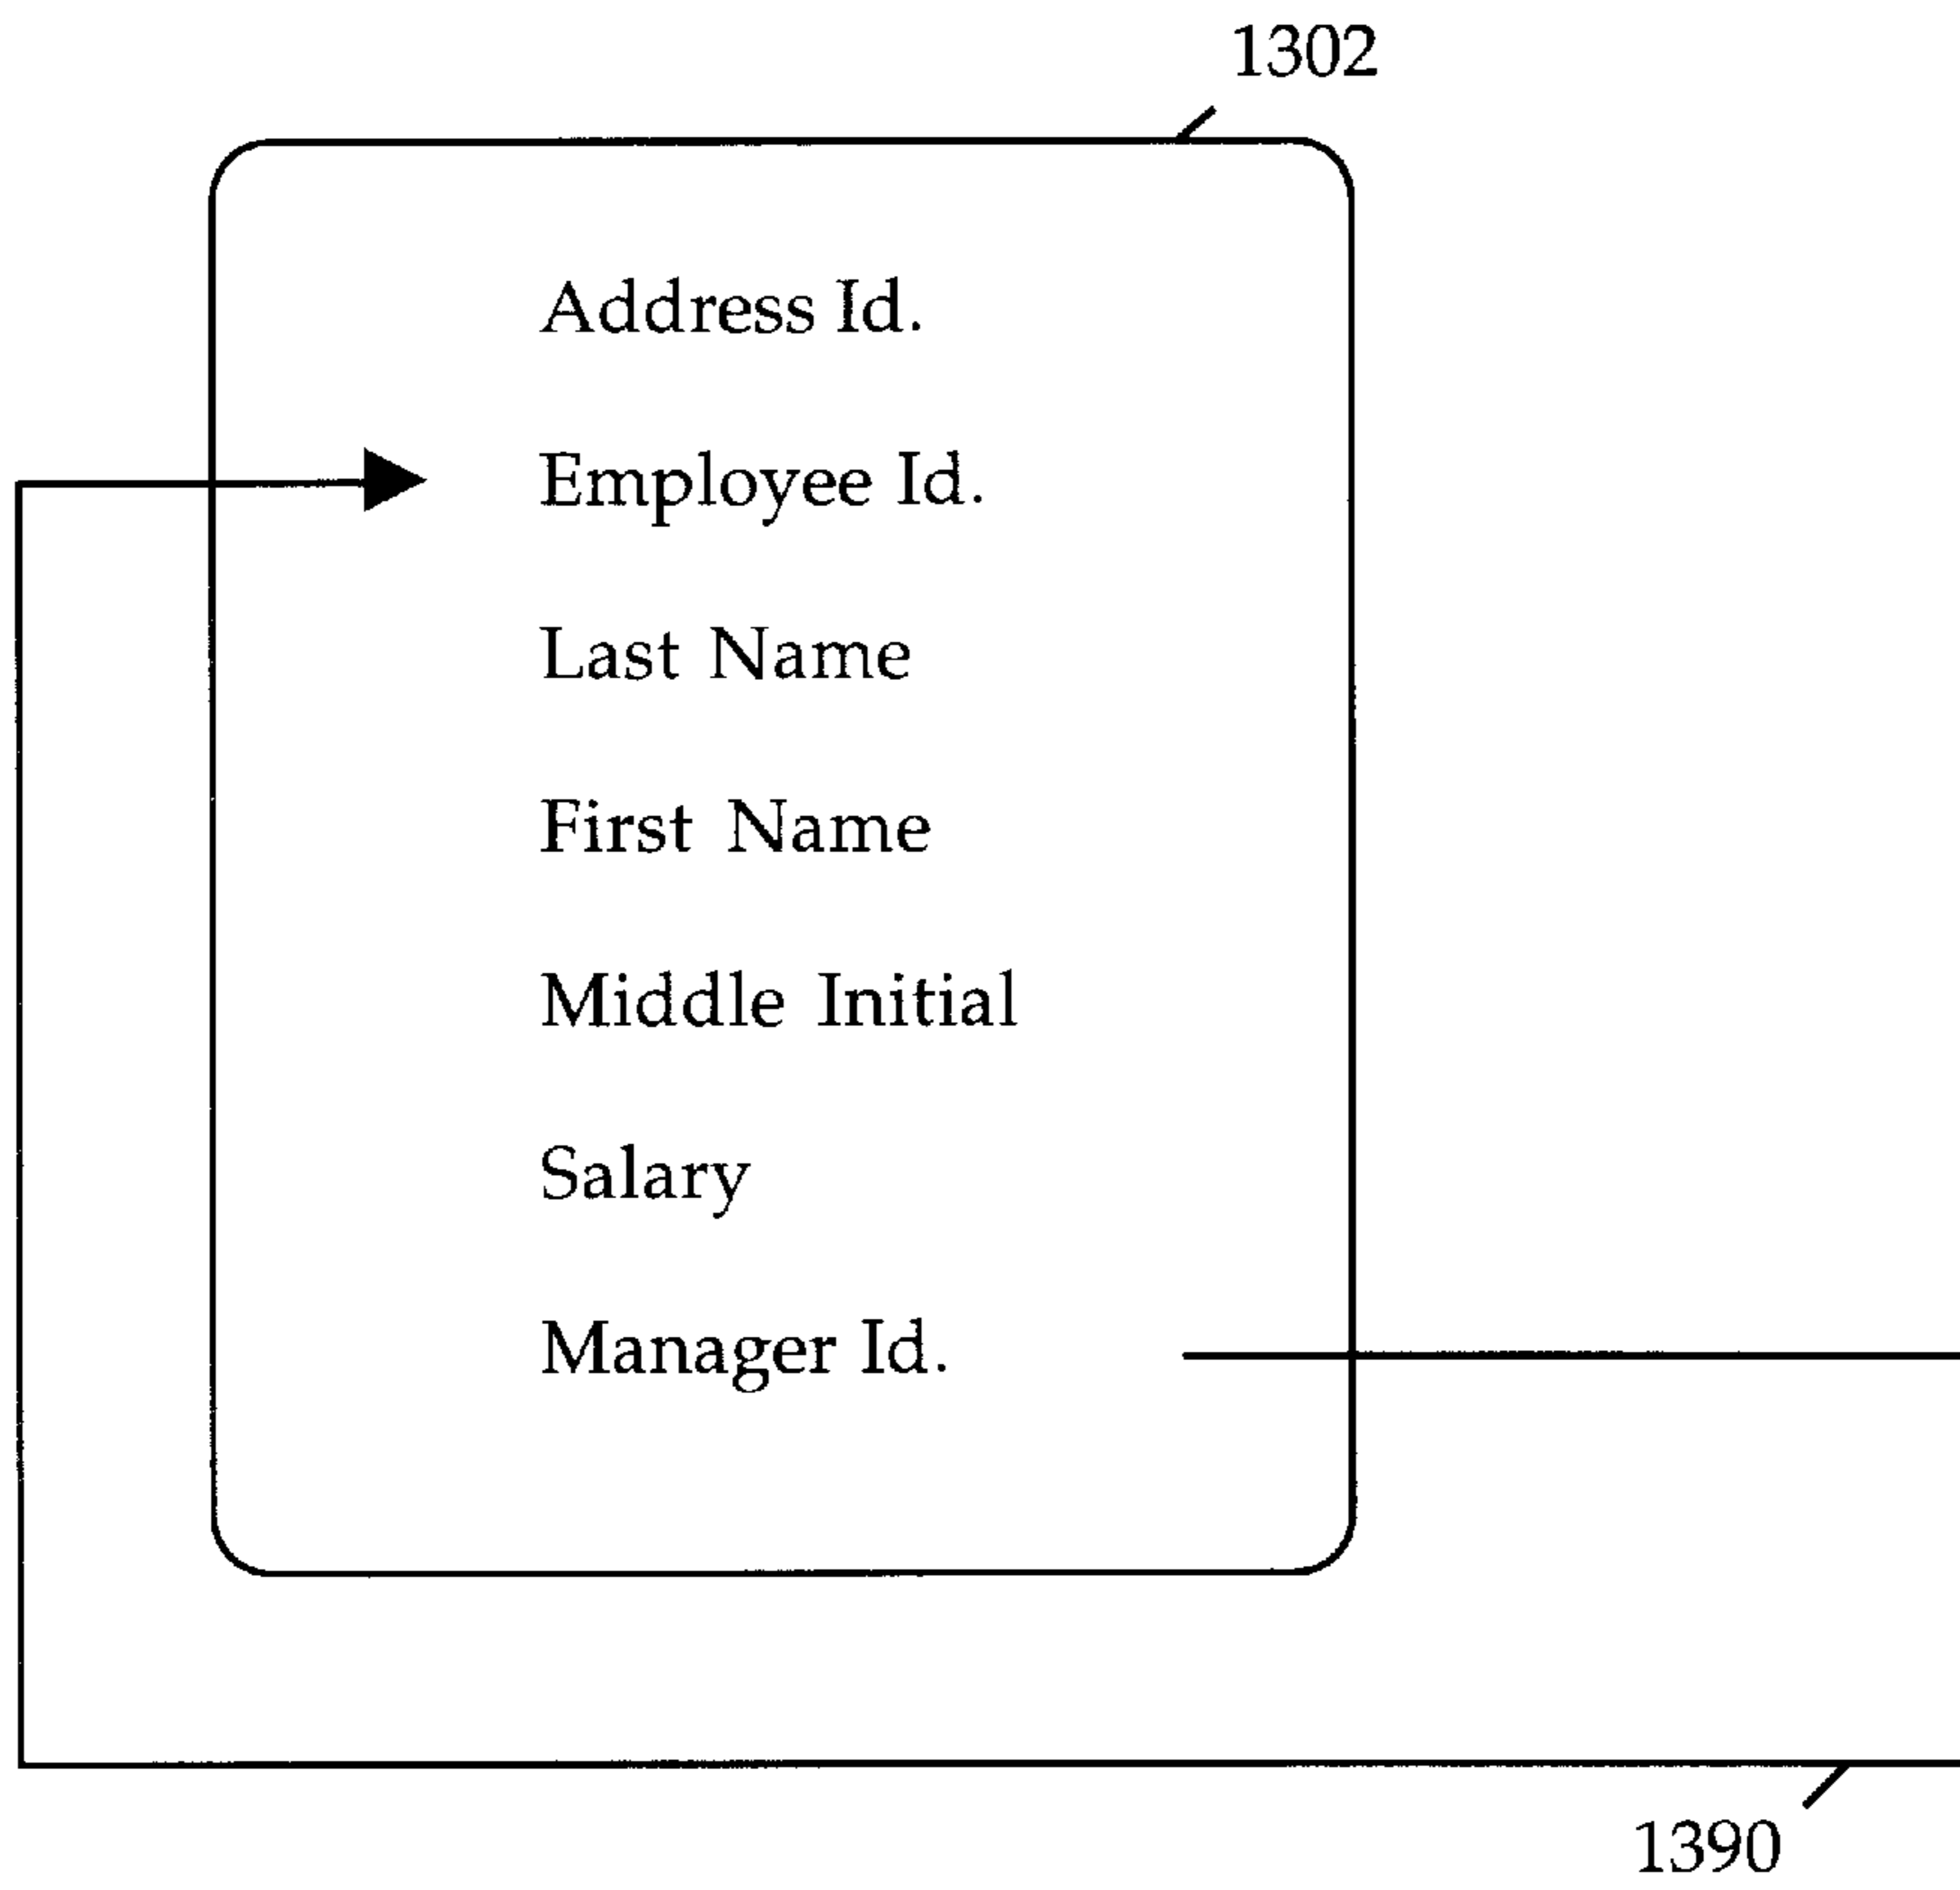 1302
Address Id.
Employee Id.
Last Name
First Name
Middle Initial
Salary
Manager Id.
1390